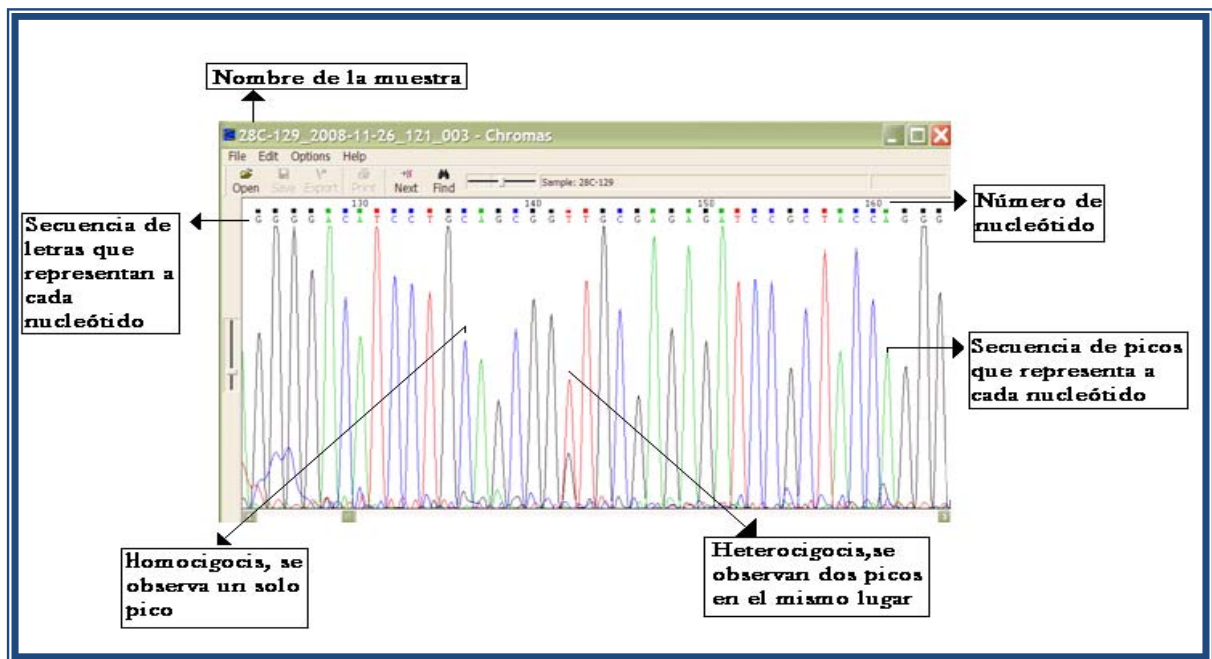 Nombre de la muestra
28C-129_2008-11-26_121_003 - Chromas
File Edit Options Help
Open Save Export Print Next Find Sample: 28C-129
130 140 150 160
G G G G A C A T C C T G C A G C G G T T G C G A G A G A T C C G C T A C C A G G G
Secuencia de
letras que
representan a
cada
nucleótido
Número de
nucleótido
Secuencia de picos
que representa a
cada nucleótido
Homocigocis, se
observa un solo
pico
Heterocigocis,se
observan dos picos
en el mismo lugar